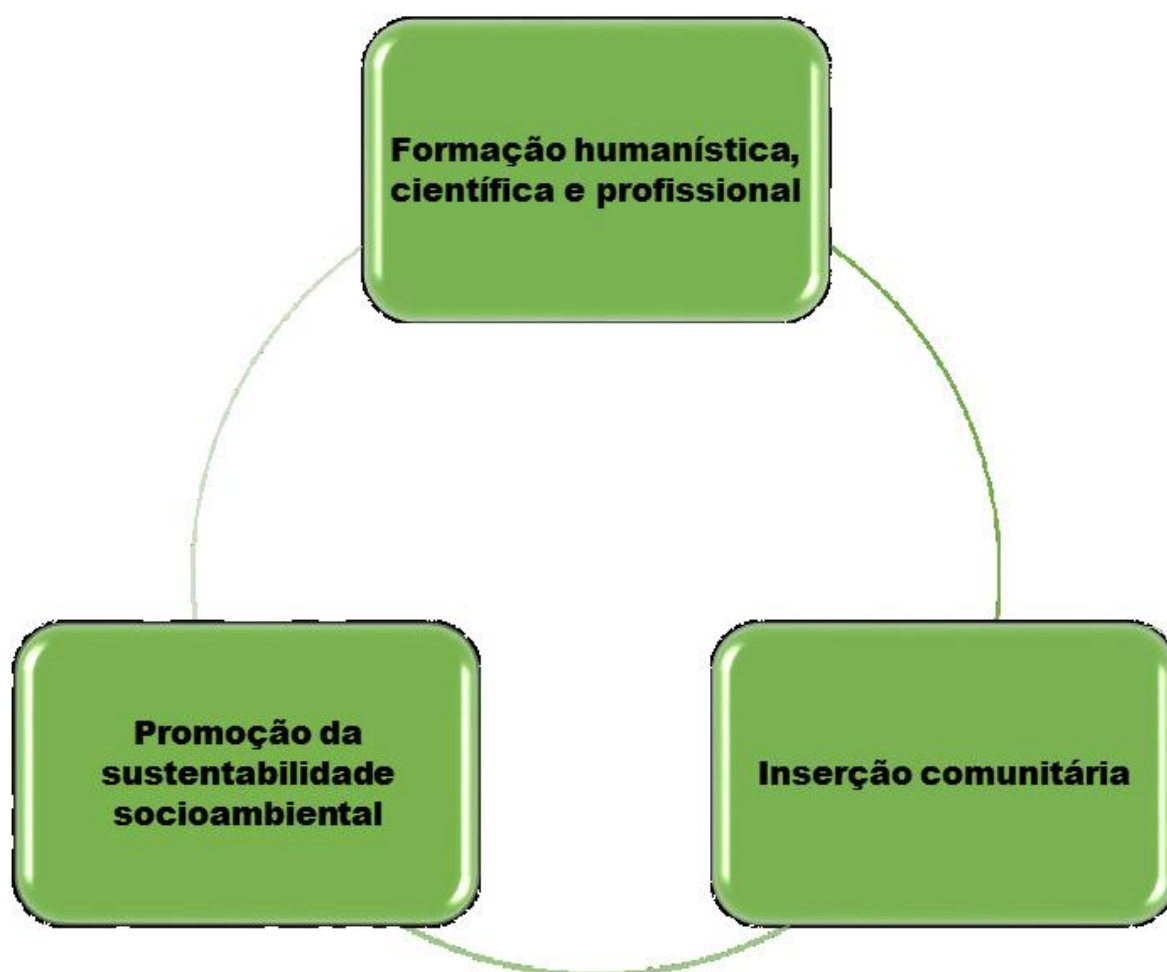 Formação humanística,
científica e profissional
Promoção da
sustentabilidade
socioambiental
Inserção comunitária